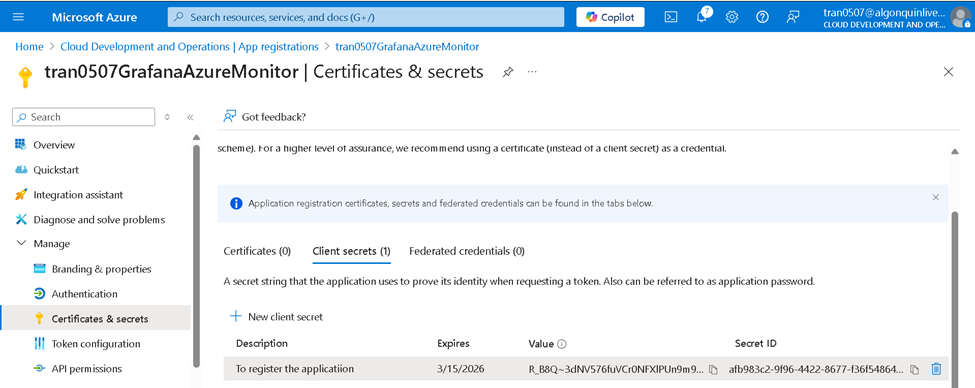 Microsoft Azure
Search resources, services, and docs (G+/)
Copilot
7
tran0507@algonquinlive...
CLOUD DEVELOPMENT AND OPE...
Home > Cloud Development and Operations | App registrations > tran0507GrafanaAzureMonitor
tran0507GrafanaAzureMonitor | Certificates & secrets
Search
Got feedback?
scheme). For a higher level of assurance, we recommend using a certificate (instead of a client secret) as a credential.
Overview
Quickstart
Integration assistant
Diagnose and solve problems
Manage
Branding & properties
Authentication
Certificates & secrets
Token configuration
API permissions
Application registration certificates, secrets and federated credentials can be found in the tabs below.
Certificates (0) Client secrets (1) Federated credentials (0)
A secret string that the application uses to prove its identity when requesting a token. Also can be referred to as application password.
New client secret
Description Expires Value Secret ID
To register the applicatiion 3/15/2026 R_B8Q~3dNV576fuVCr0NFXIPUn9m9... afb983c2-9f96-4422-8677-f36f54864...